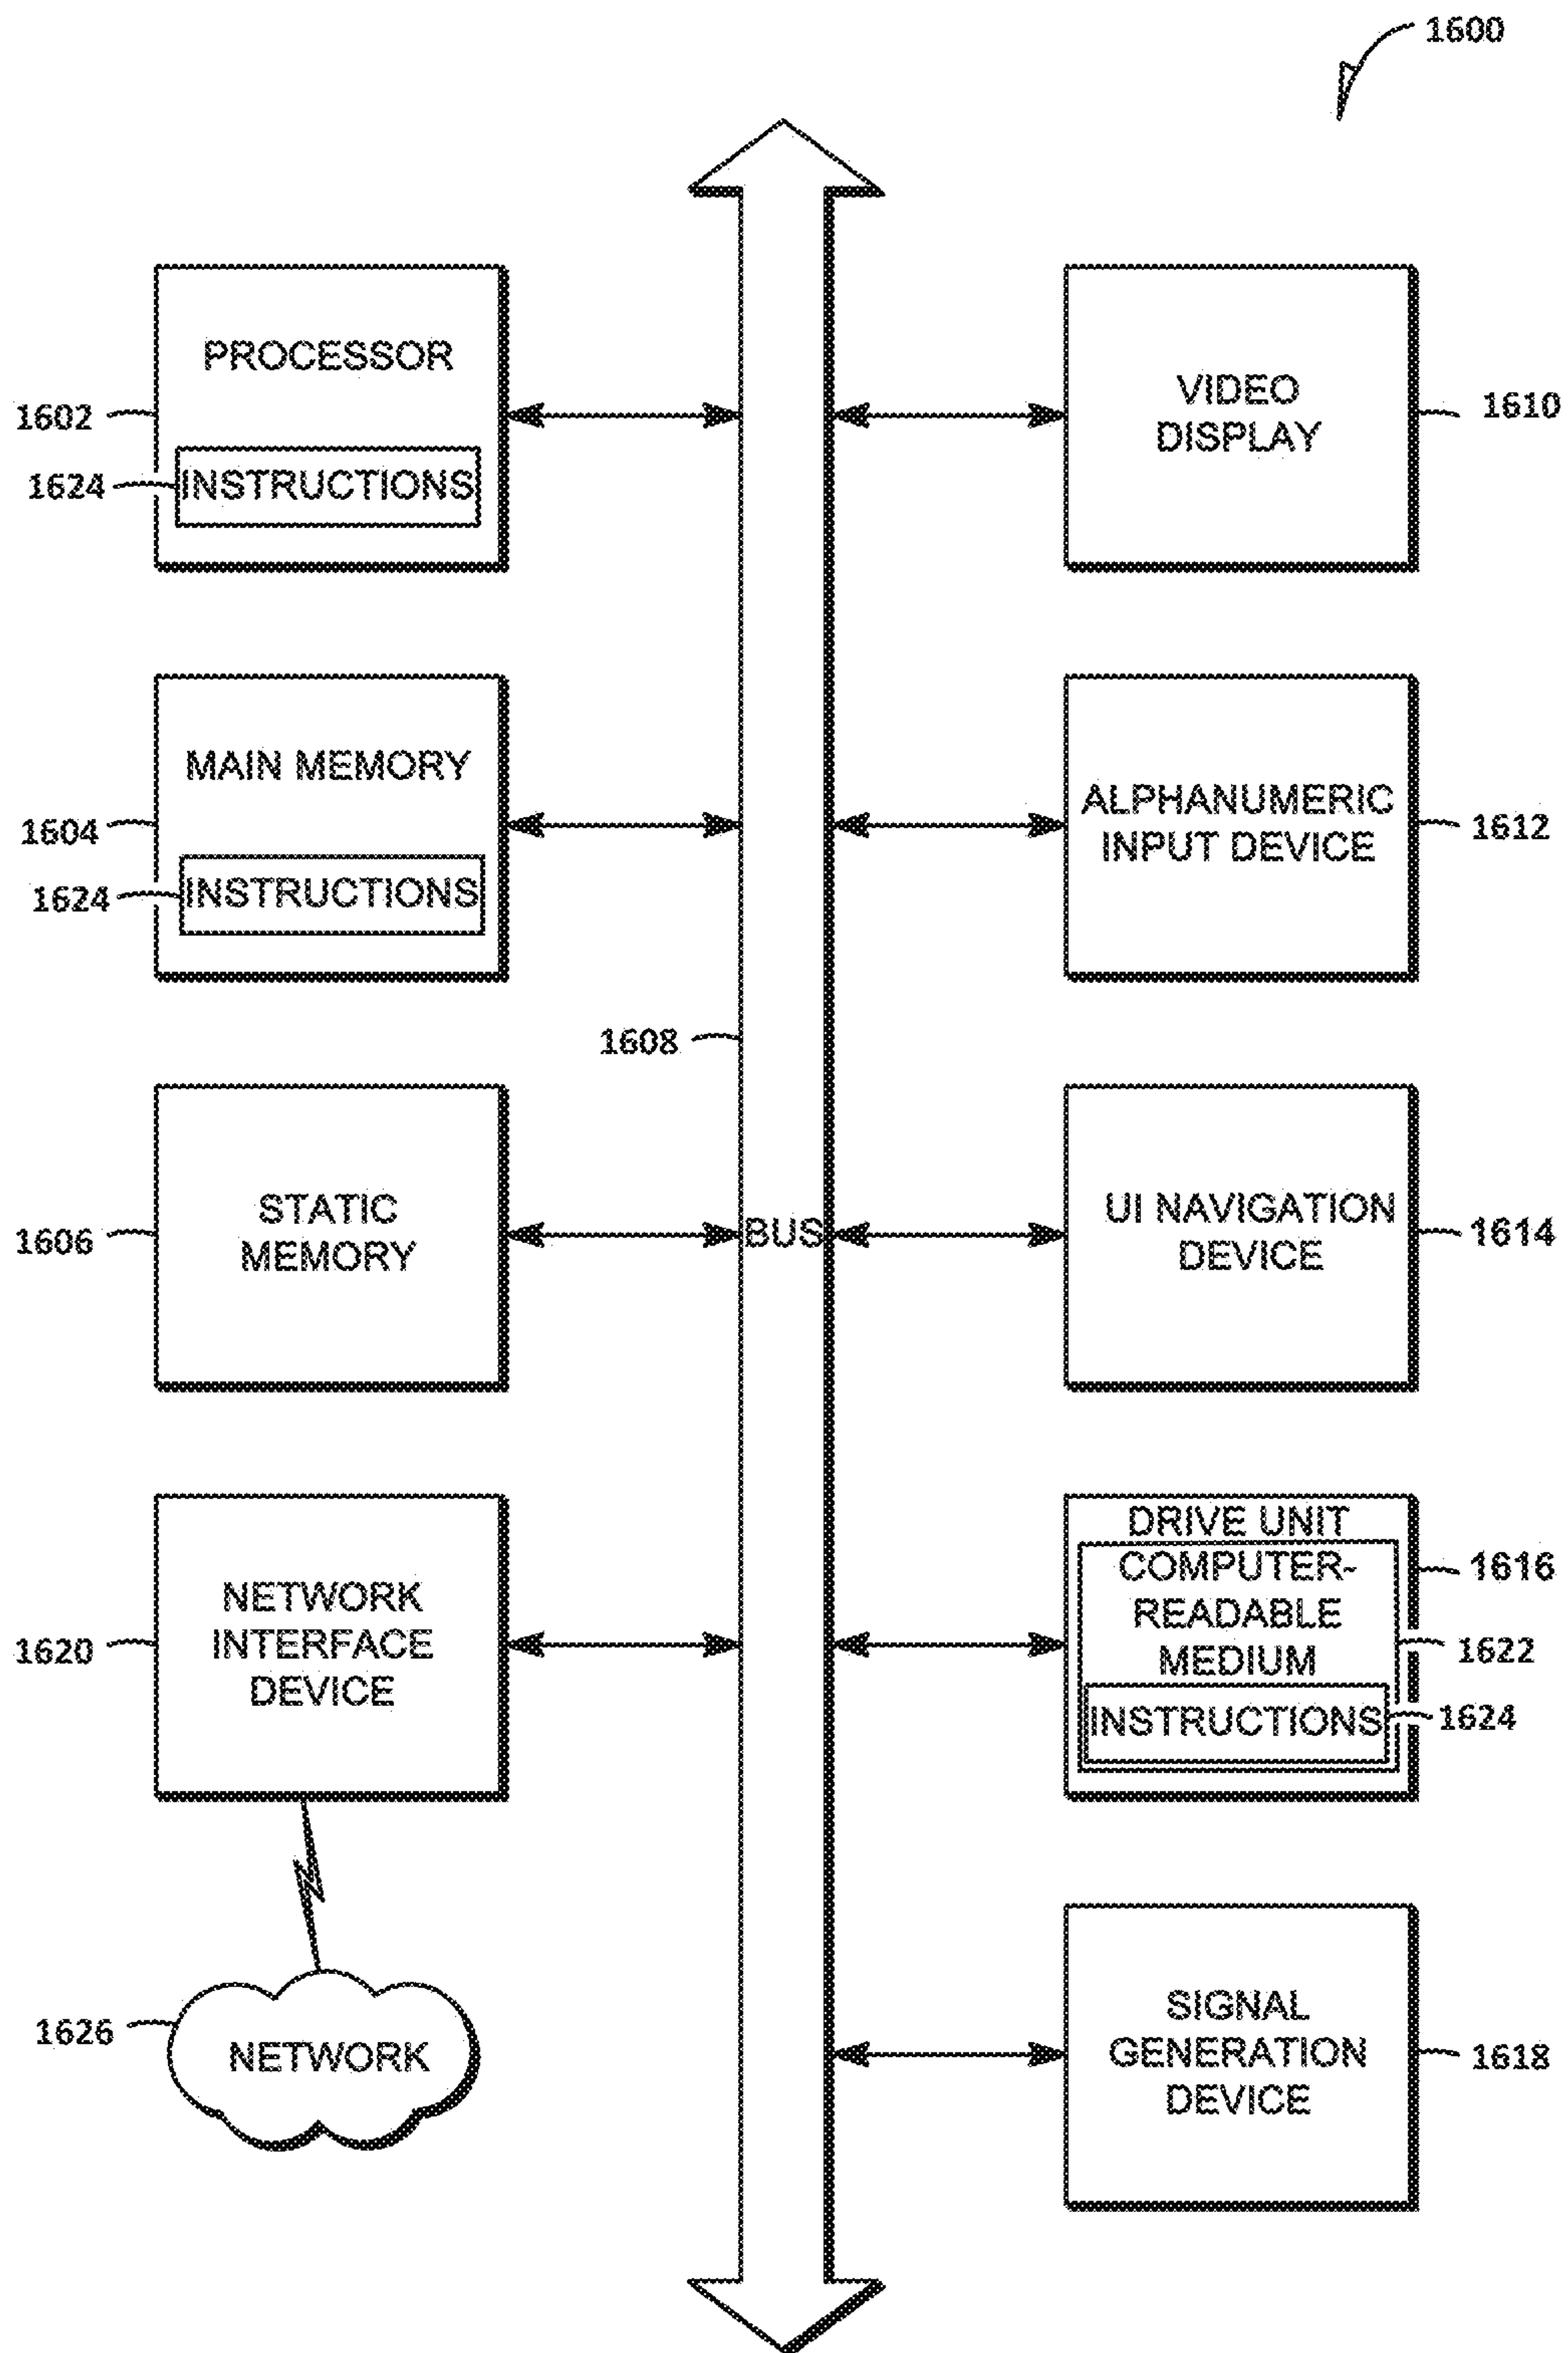 1600
PROCESSOR
1602
1624
INSTRUCTIONS
VIDEO
DISPLAY
1610
MAIN MEMORY
1604
1624
INSTRUCTIONS
ALPHANUMERIC
INPUT DEVICE
1612
1608
STATIC
MEMORY
1606
BUS
UI NAVIGATION
DEVICE
1614
NETWORK
INTERFACE
DEVICE
1620
DRIVE UNIT
COMPUTER-
READABLE
MEDIUM
INSTRUCTIONS
1616
1622
1624
1626
NETWORK
SIGNAL
GENERATION
DEVICE
1618